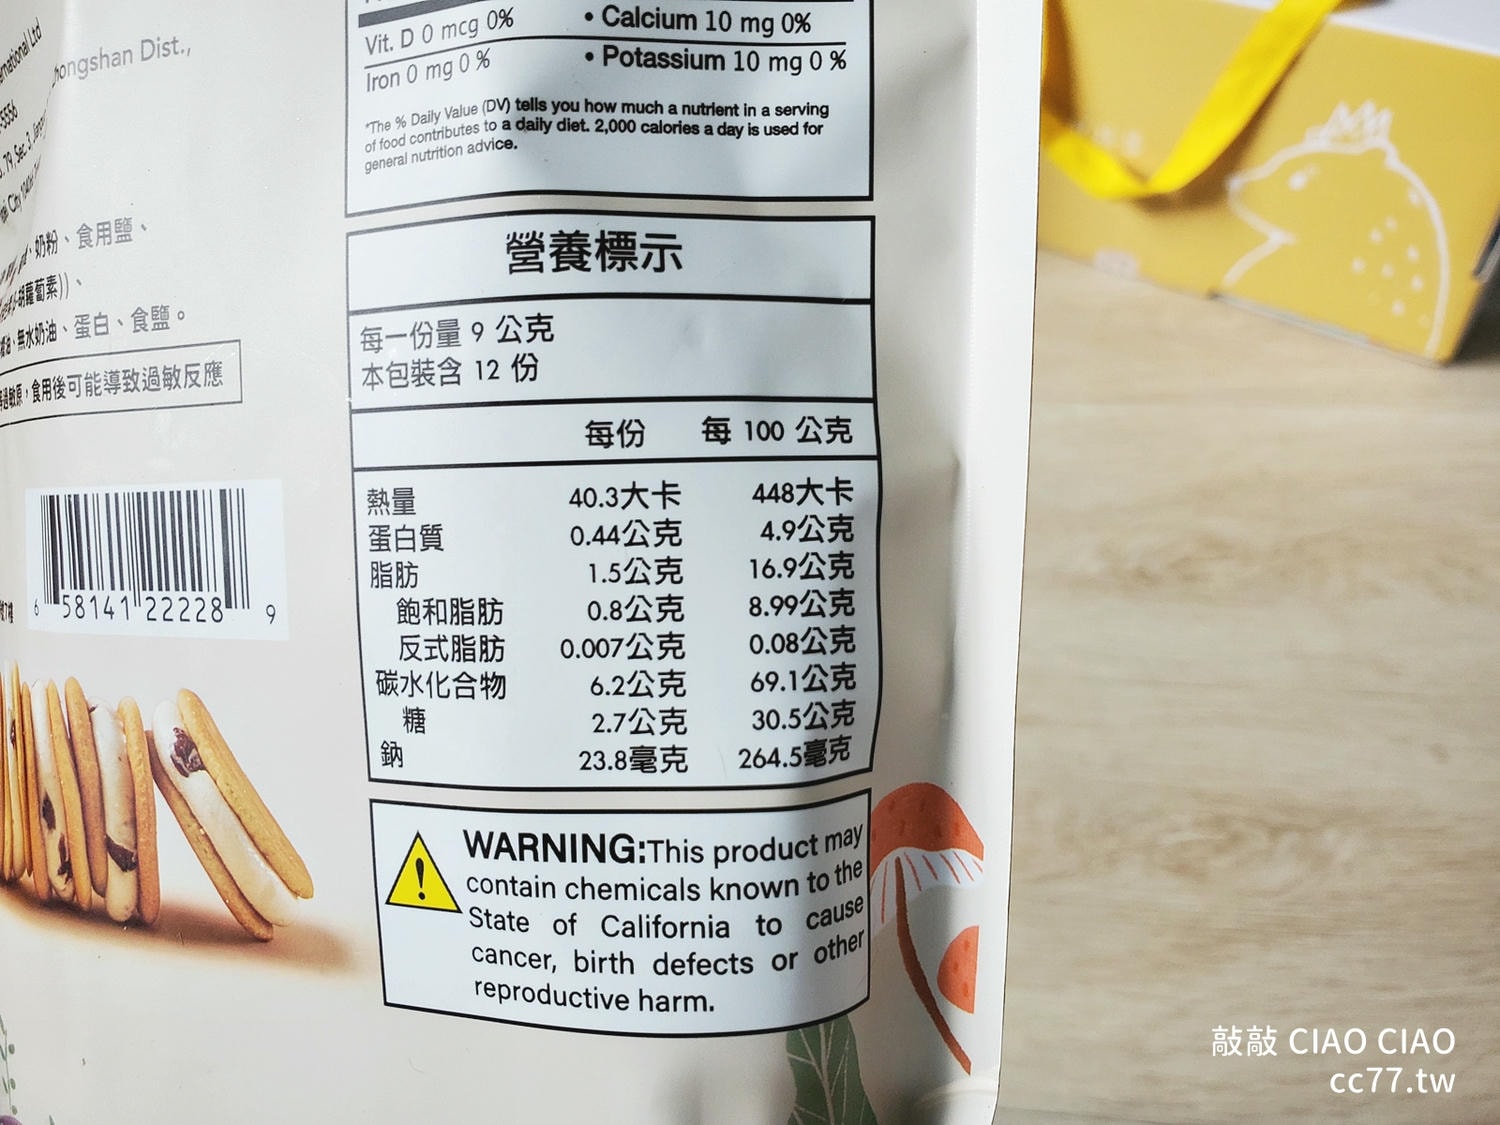 Vit. D 0 mcg 0%
• Calcium 10 mg 0%
Iron 0 mg 0 %
• Potassium 10 mg 0 %
*The % Daily Value (DV) tells you how much a nutrient in a serving
of food contributes to a daily diet. 2,000 calories a day is used for
general nutrition advice.
營養標示
每一份量 9 公克
本包裝含 12 份
每份 每 100 公克
熱量 40.3大卡 448大卡
蛋白質 0.44公克 4.9公克
脂肪 1.5公克 16.9公克
飽和脂肪 0.8公克 8.99公克
反式脂肪 0.007公克 0.08公克
碳水化合物 6.2公克 69.1公克
糖 2.7公克 30.5公克
鈉 23.8毫克 264.5毫克
WARNING:This product may
contain chemicals known to the
State of California to cause
cancer, birth defects or other
reproductive harm.
Dist.,
奶粉、食用鹽、
胡蘿蔔素))、
無水奶油、蛋白、食鹽。
食用後可能導致過敏反應
6 58141 22228 9
敲敲 CIAO CIAO
cc77.tw